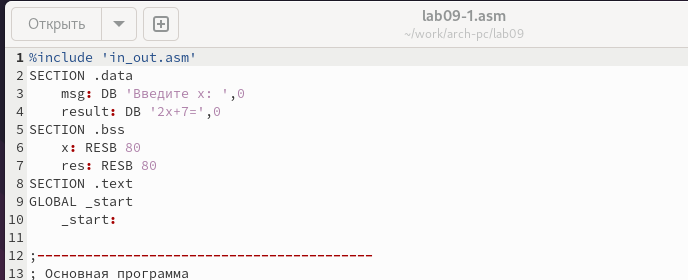 Открыть
lab09-1.asm
~/work/arch-pc/lab09
1 %include 'in_out.asm'
2 SECTION .data
3     msg: DB 'Введите x: ',0
4     result: DB '2x+7=',0
5 SECTION .bss
6     x: RESB 80
7     res: RESB 80
8 SECTION .text
9 GLOBAL _start
10     _start:
11
12 ;------------------------------------------
13 ; Основная программа